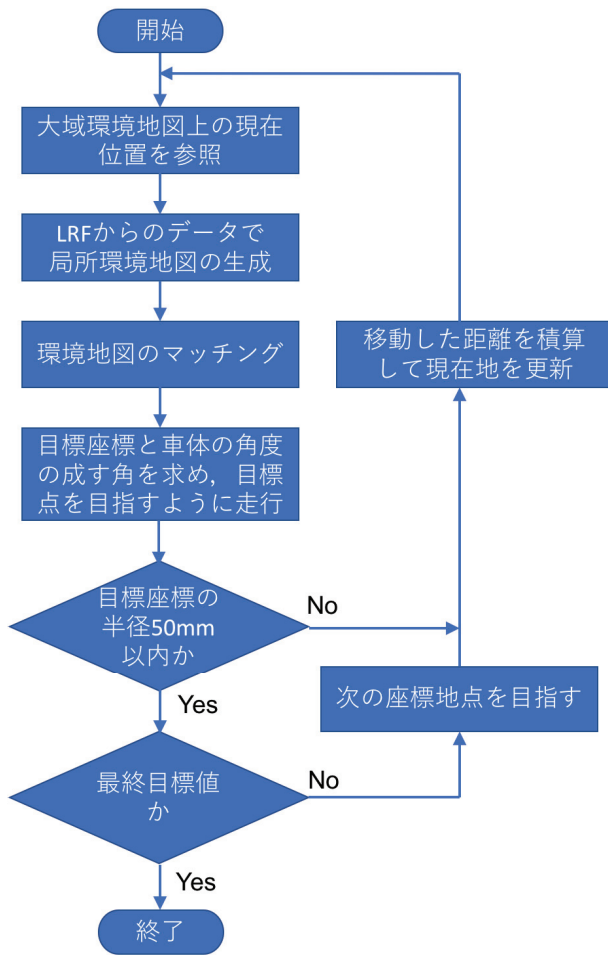 開始
大域環境地図上の現在
位置を参照
LRFからのデータで
局所環境地図の生成
環境地図のマッチング
移動した距離を積算
して現在地を更新
目標座標と車体の角度
の成す角を求め，目標
点を目指すように走行
目標座標の
半径50mm
以内か
No
Yes
次の座標地点を目指す
最終目標値
か
No
Yes
終了